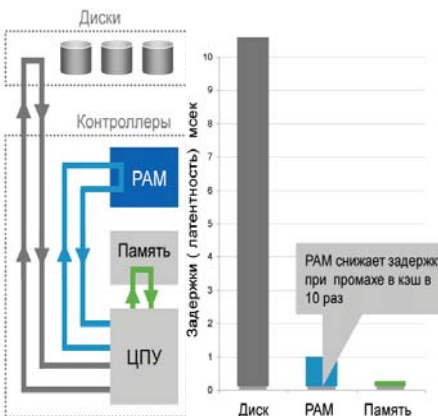 Диски
Контроллеры
РАМ
Память
ЦПУ
Задержки ( латентность) мсек
10
9
8
7
6
5
4
3
2
1
0
РАМ снижает задержк
при промахе в кэш в
10 раз
Диск
РАМ
Память